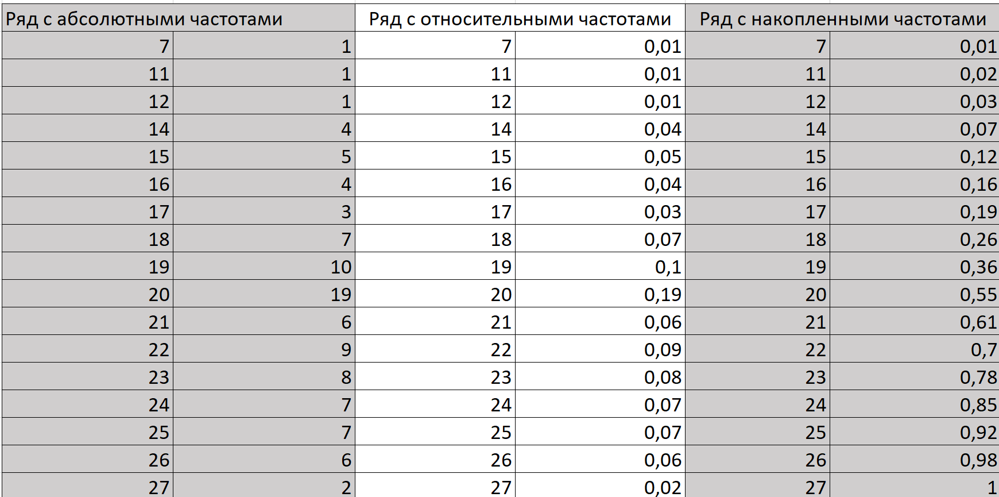 Ряд с абсолютными частотами Ряд с относительными частотами Ряд с накопленными частотами
7 1 7 0,01 7 0,01
11 1 11 0,01 11 0,02
12 1 12 0,01 12 0,03
14 4 14 0,04 14 0,07
15 5 15 0,05 15 0,12
16 4 16 0,04 16 0,16
17 3 17 0,03 17 0,19
18 7 18 0,07 18 0,26
19 10 19 0,1 19 0,36
20 19 20 0,19 20 0,55
21 6 21 0,06 21 0,61
22 9 22 0,09 22 0,7
23 8 23 0,08 23 0,78
24 7 24 0,07 24 0,85
25 7 25 0,07 25 0,92
26 6 26 0,06 26 0,98
27 2 27 0,02 27 1